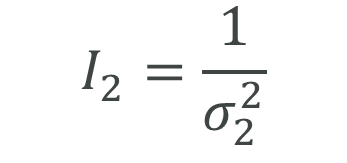 I₂ = 1 / σ₂²